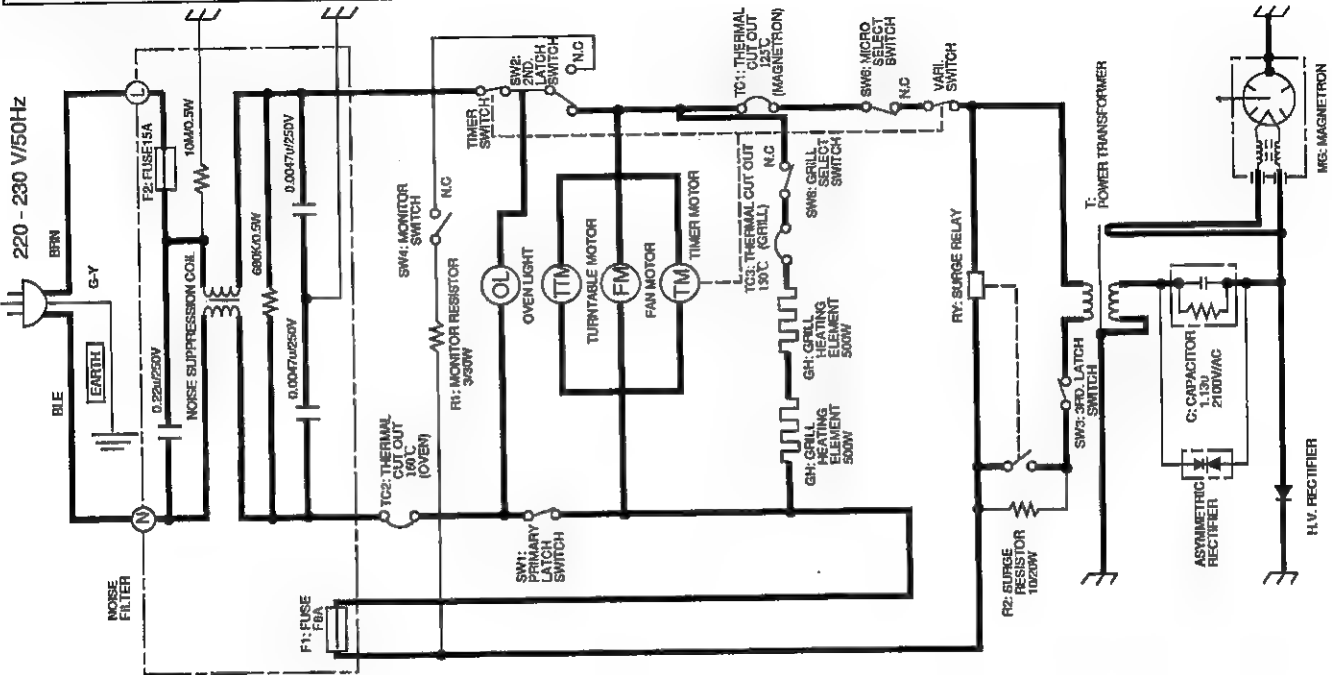 220 - 230 V/50Hz
BLE
G-Y
BRN
EARTH
N
L
NOISE
FILTER
F2: FUSE15A
0.22u/250V
10M/0.5W
NOISE SUPPRESSION COIL
680K/0.5W
0.0047u/250V
0.0047u/250V
F1: FUSE
F8A
TC2: THERMAL
CUT OUT
160℃
(OVEN)
R1: MONITOR RESISTOR
3/30W
SW4: MONITOR
SWITCH
N.C
TIMER
SWITCH
SW2:
2ND.
LATCH
SWITCH
N.C
SW1:
PRIMARY
LATCH
SWITCH
OL
OVEN LIGHT
TTM
TURNTABLE MOTOR
FM
FAN MOTOR
TM
TIMER MOTOR
TC1: THERMAL
CUT OUT
125℃
(MAGNETRON)
TC3: THERMAL CUT OUT
130℃ (GRILL)
N.C
SW8: GRILL
SELECT
SWITCH
GH: GRILL
HEATING
ELEMENT
500W
GH: GRILL
HEATING
ELEMENT
500W
SW6: MICRO
SELECT
SWITCH
N.C
VARI.
SWITCH
RY: SURGE RELAY
R2: SURGE
RESISTOR
10/20W
SW3: 3RD. LATCH
SWITCH
T:
POWER TRANSFORMER
C: CAPACITOR
1.13U
2100V/AC
ASYMMETRIC
RECTIFIER
H.V. RECTIFIER
MG: MAGNETRON